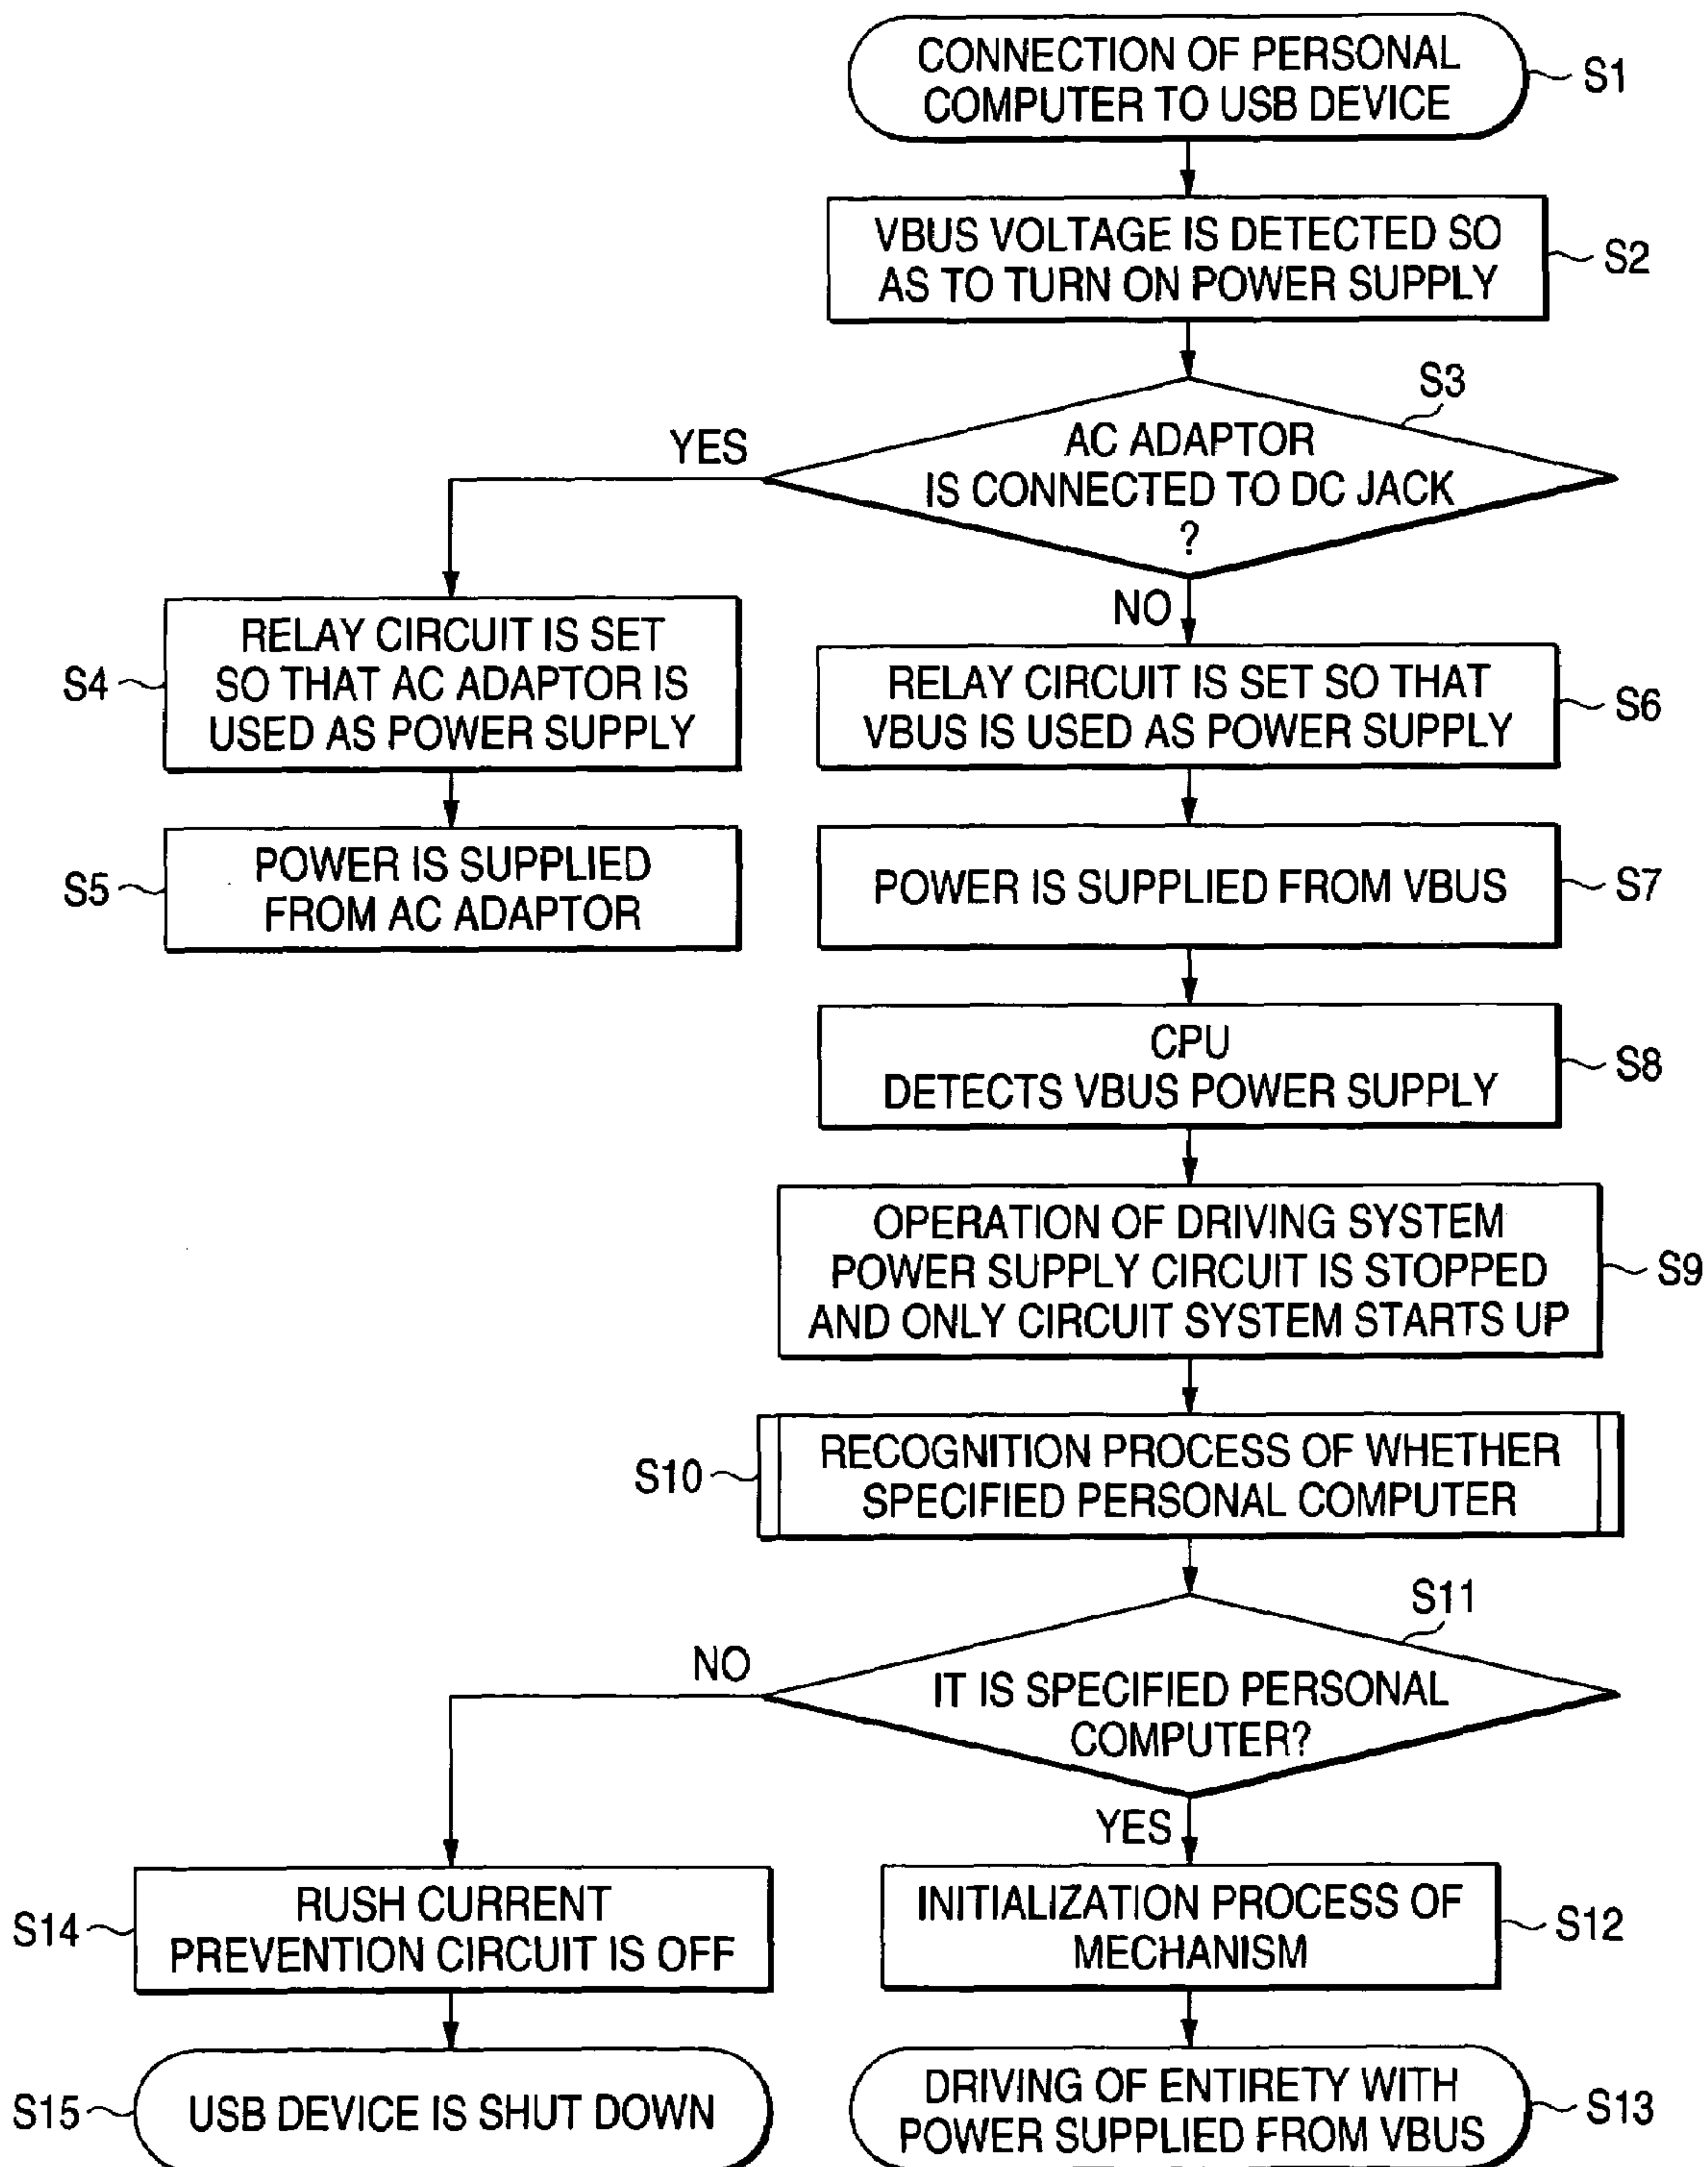 CONNECTION OF PERSONAL
COMPUTER TO USB DEVICE
S1
VBUS VOLTAGE IS DETECTED SO
AS TO TURN ON POWER SUPPLY
S2
S3
AC ADAPTOR
IS CONNECTED TO DC JACK
?
YES
NO
S4
RELAY CIRCUIT IS SET
SO THAT AC ADAPTOR IS
USED AS POWER SUPPLY
RELAY CIRCUIT IS SET SO THAT
VBUS IS USED AS POWER SUPPLY
S6
S5
POWER IS SUPPLIED
FROM AC ADAPTOR
POWER IS SUPPLIED FROM VBUS
S7
CPU
DETECTS VBUS POWER SUPPLY
S8
OPERATION OF DRIVING SYSTEM
POWER SUPPLY CIRCUIT IS STOPPED
AND ONLY CIRCUIT SYSTEM STARTS UP
S9
S10
RECOGNITION PROCESS OF WHETHER
SPECIFIED PERSONAL COMPUTER
S11
IT IS SPECIFIED PERSONAL
COMPUTER?
NO
YES
S14
RUSH CURRENT
PREVENTION CIRCUIT IS OFF
INITIALIZATION PROCESS OF
MECHANISM
S12
S15
USB DEVICE IS SHUT DOWN
DRIVING OF ENTIRETY WITH
POWER SUPPLIED FROM VBUS
S13